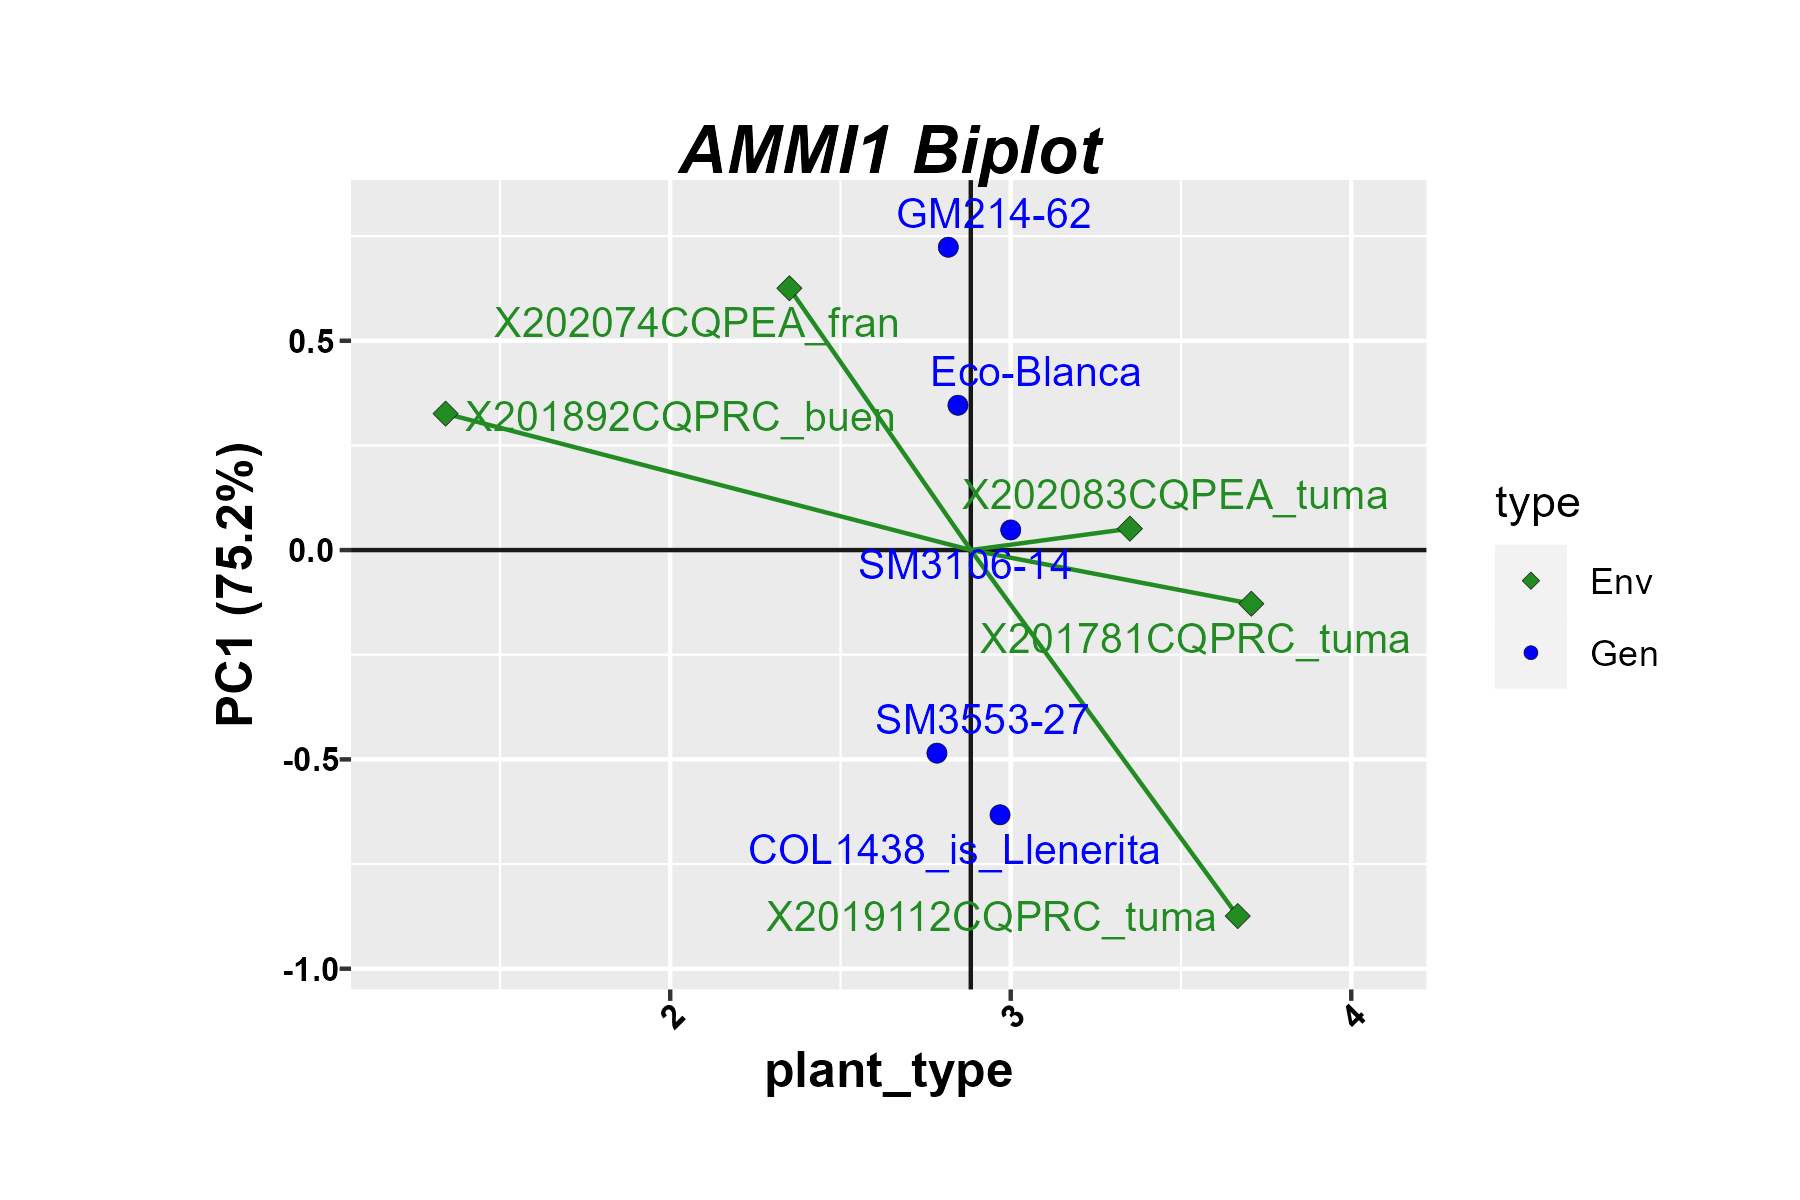 AMMI1 Biplot
GM214-62
X202074CQPEA_fran
0.5
Eco-Blanca
X201892CQPRC_buen
X202083CQPEA_tuma
type
0.0
SM3106-14
Env
X201781CQPRC_tuma
Gen
PC1 (75.2%)
SM3553-27
-0.5
COL1438_is_Llenerita
X2019112CQPRC_tuma
-1.0
2
3
4
plant_type